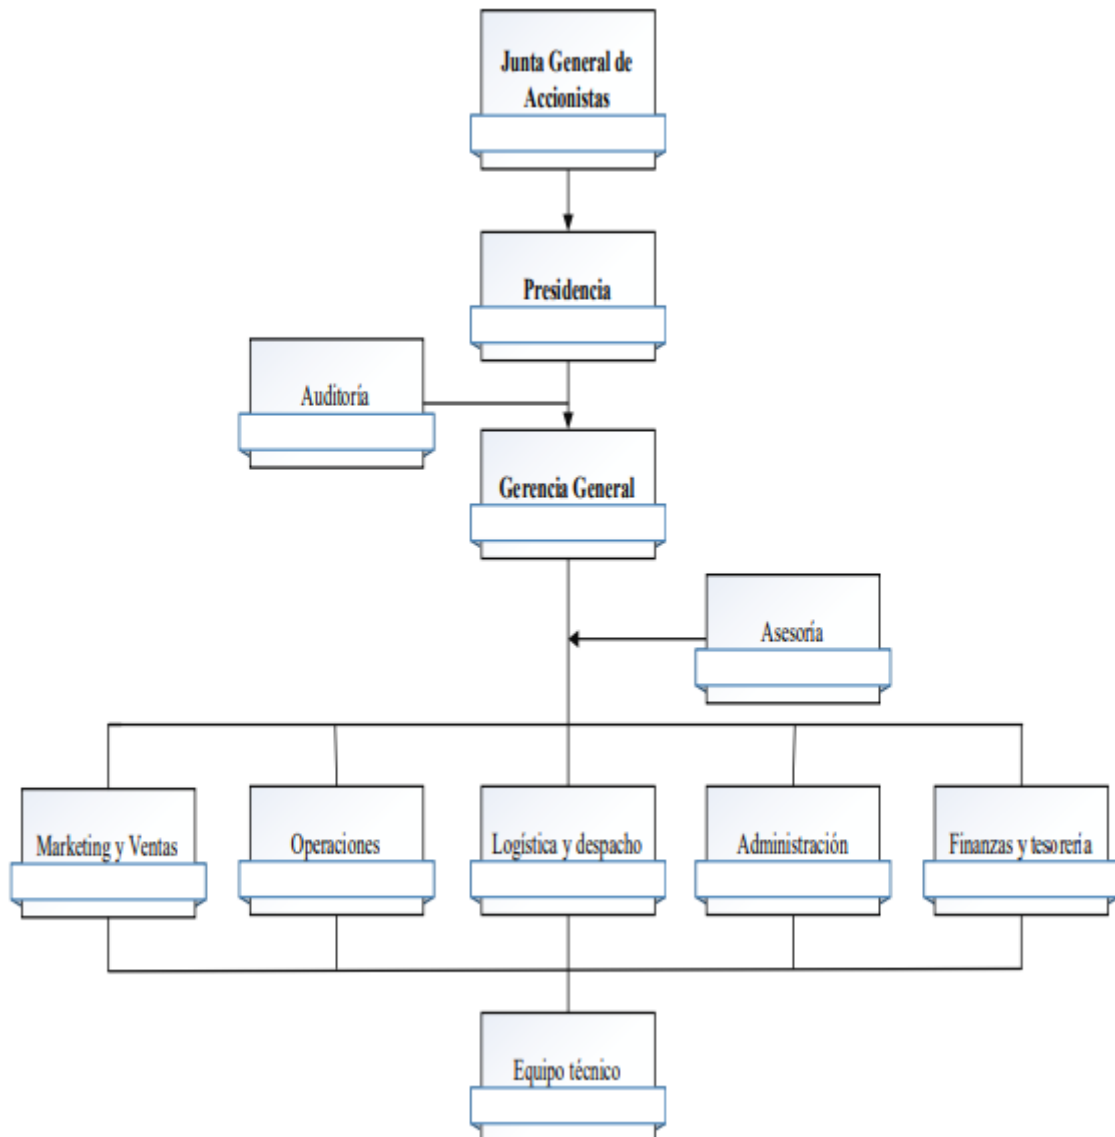 Junta General de
Accionistas
Presidencia
Auditoría
Gerencia General
Asesoría
Marketing y Ventas
Operaciones
Logística y despacho
Administración
Finanzas y tesorería
Equipo técnico